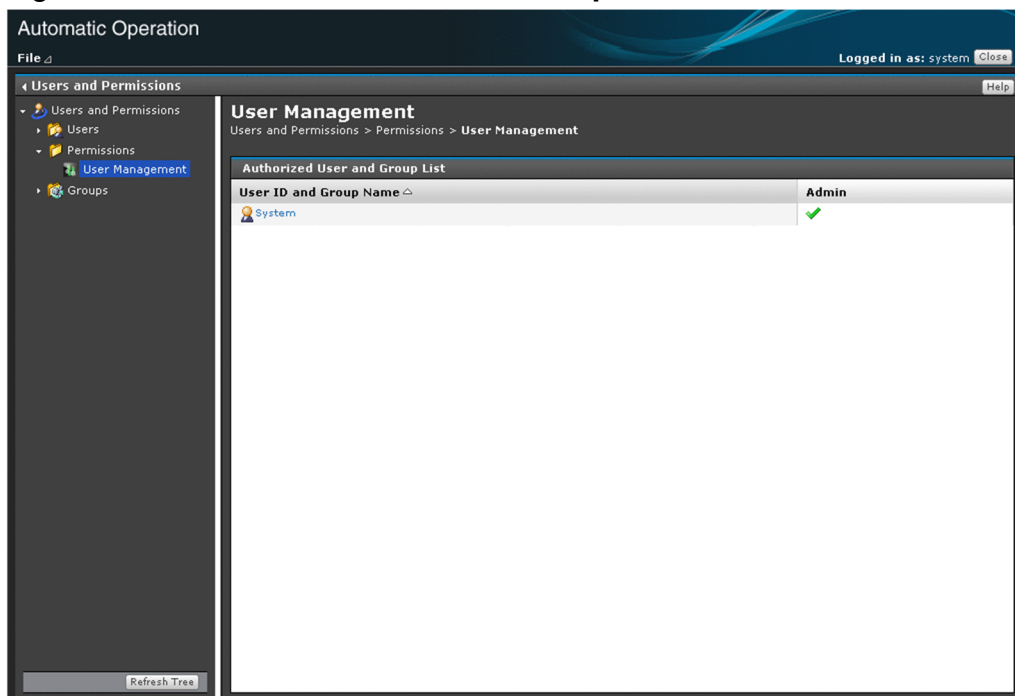 Automatic Operation
File
Logged in as: system Close
Users and Permissions
Help
Users and Permissions
Users
Permissions
User Management
Groups
Refresh Tree
User Management
Users and Permissions > Permissions > User Management
Authorized User and Group List
User ID and Group Name Admin
System